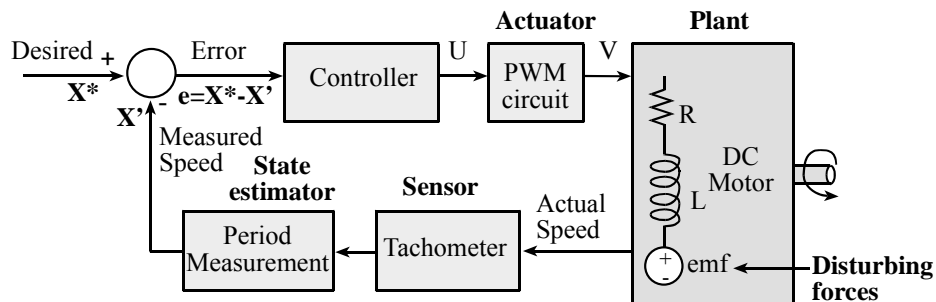 Actuator
Plant
Desired +
X*
Error
e=X*-X’
Controller
U
PWM
circuit
V
R
L
DC
Motor
+
-
emf
Disturbing
forces
X’ -
Measured
Speed
State
estimator
Period
Measurement
Sensor
Tachometer
Actual
Speed